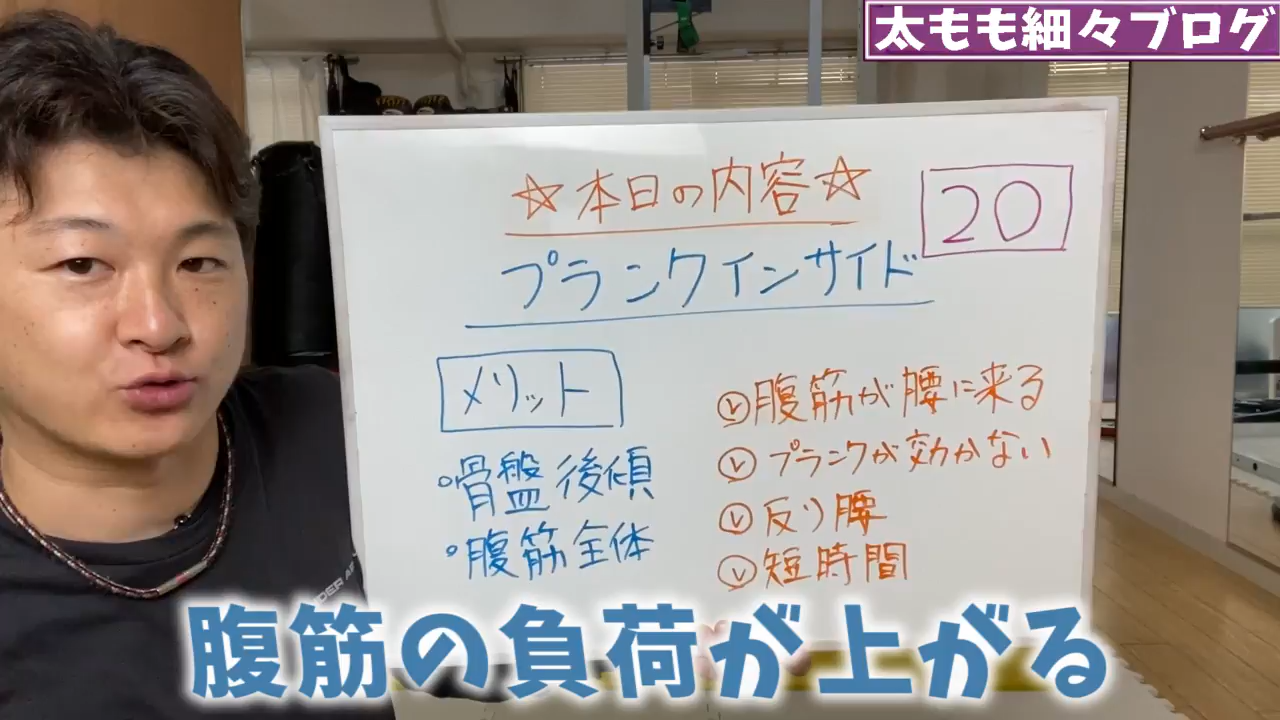 太もも細々ブログ
☆本日の内容☆
20
プランクインサイド
メリット
・骨盤後傾
・腹筋全体
✓腹筋が腰に来る
✓プランクが効かない
✓反り腰
✓短時間
DER AR
腹筋の負荷が上がる